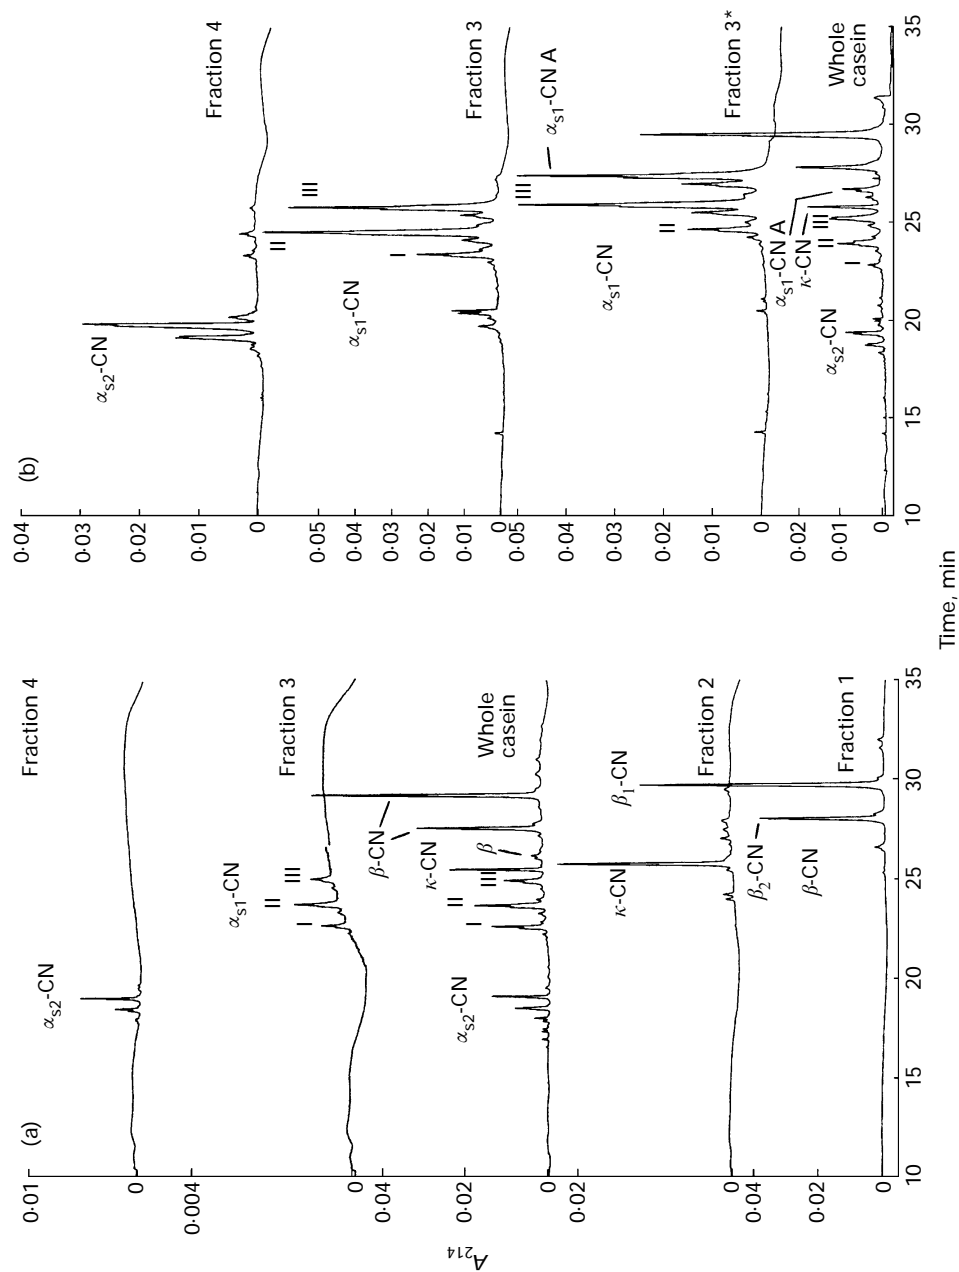 (a)
0·01
0
0·004
0
0·04
0·02
0
0·02
0
0·04
0·02
0
A214
αs2-CN
Fraction 4
αs1-CN
I
II
III
Fraction 3
αs2-CN
I
II
III
κ-CN
β
β-CN
Whole
casein
κ-CN
Fraction 2
β2-CN
β-CN
β1-CN
Fraction 1
10
15
20
25
30
35
Time, min
(b)
0·04
0·03
0·02
0·01
0
0·05
0·04
0·03
0·02
0·01
0
0·05
0·04
0·01
0·01
0
0·02
0·01
0
αs2-CN
Fraction 4
αs1-CN
I
II
III
Fraction 3
αs1-CN
II
III
αs1-CN A
Fraction 3*
αs2-CN
I
II
III
κ-CN
αs1-CN A
Whole
casein
10
15
20
25
30
35